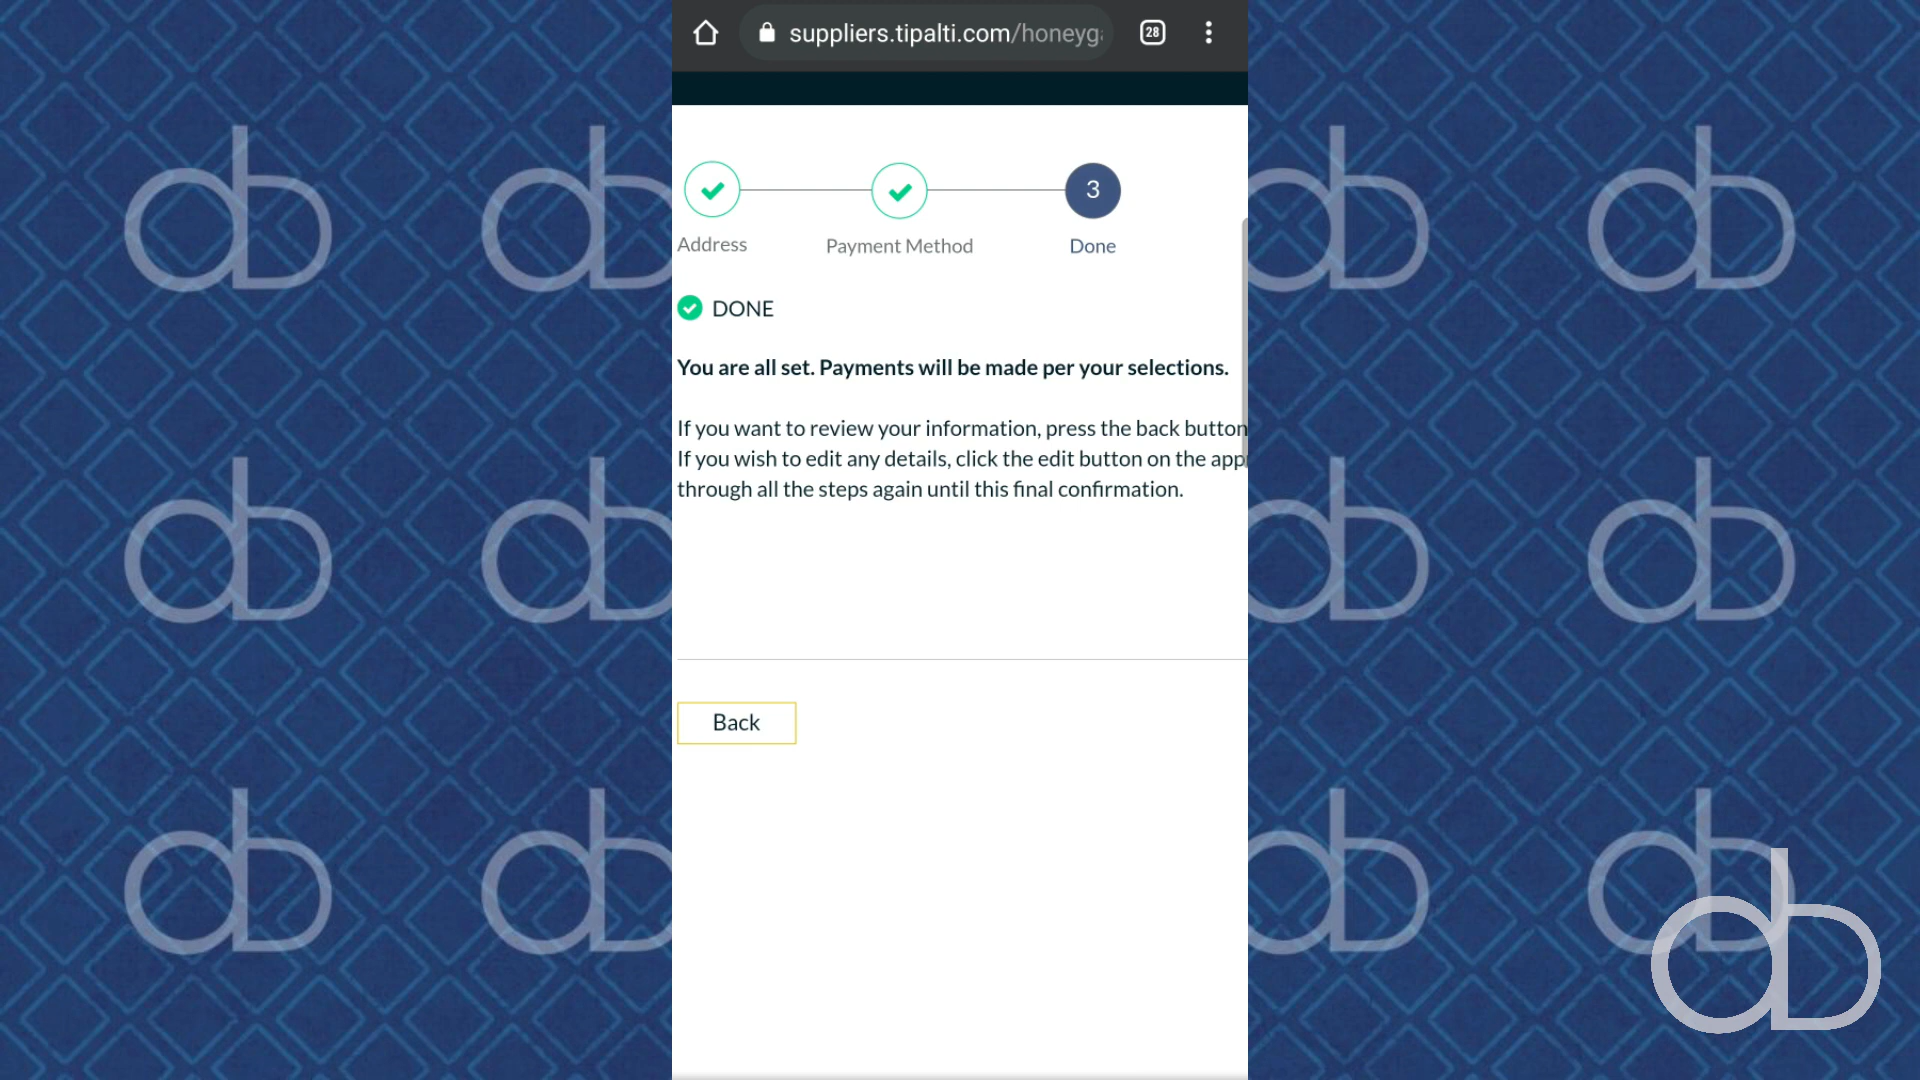 suppliers.tipalti.com/honeyg
28
3
Address
Payment Method
Done
DONE
You are all set. Payments will be made per your selections.
If you want to review your information, press the back button
If you wish to edit any details, click the edit button on the app
through all the steps again until this final confirmation.
Back